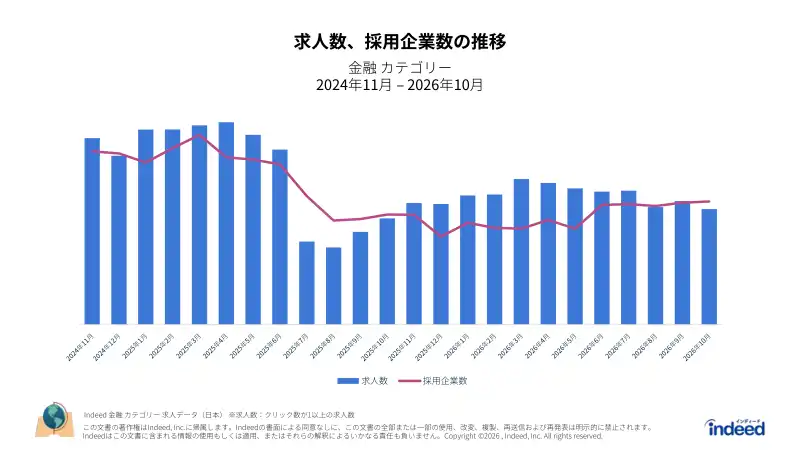 求人数、採用企業数の推移
金融 カテゴリー
2024年11月 – 2026年10月
2024年11月
2024年12月
2025年1月
2025年2月
2025年3月
2025年4月
2025年5月
2025年6月
2025年7月
2025年8月
2025年9月
2025年10月
2025年11月
2025年12月
2026年1月
2026年2月
2026年3月
2026年4月
2026年5月
2026年6月
2026年7月
2026年8月
2026年9月
2026年10月
求人数 採用企業数
Indeed 金融 カテゴリー 求人データ（日本） ※求人数：クリック数が1以上の求人数
この文書の著作権はIndeed, Inc.に帰属します。Indeedの書面による同意なしに、この文書の全部または一部の使用、改変、複製、再送信および再発表は明示的に禁止されます。
Indeedはこの文書に含まれる情報の使用もしくは適用、またはそれらの解釈によるいかなる責任も負いません。Copyright ©2026 , Indeed, Inc. All rights reserved.
インディード
indeed